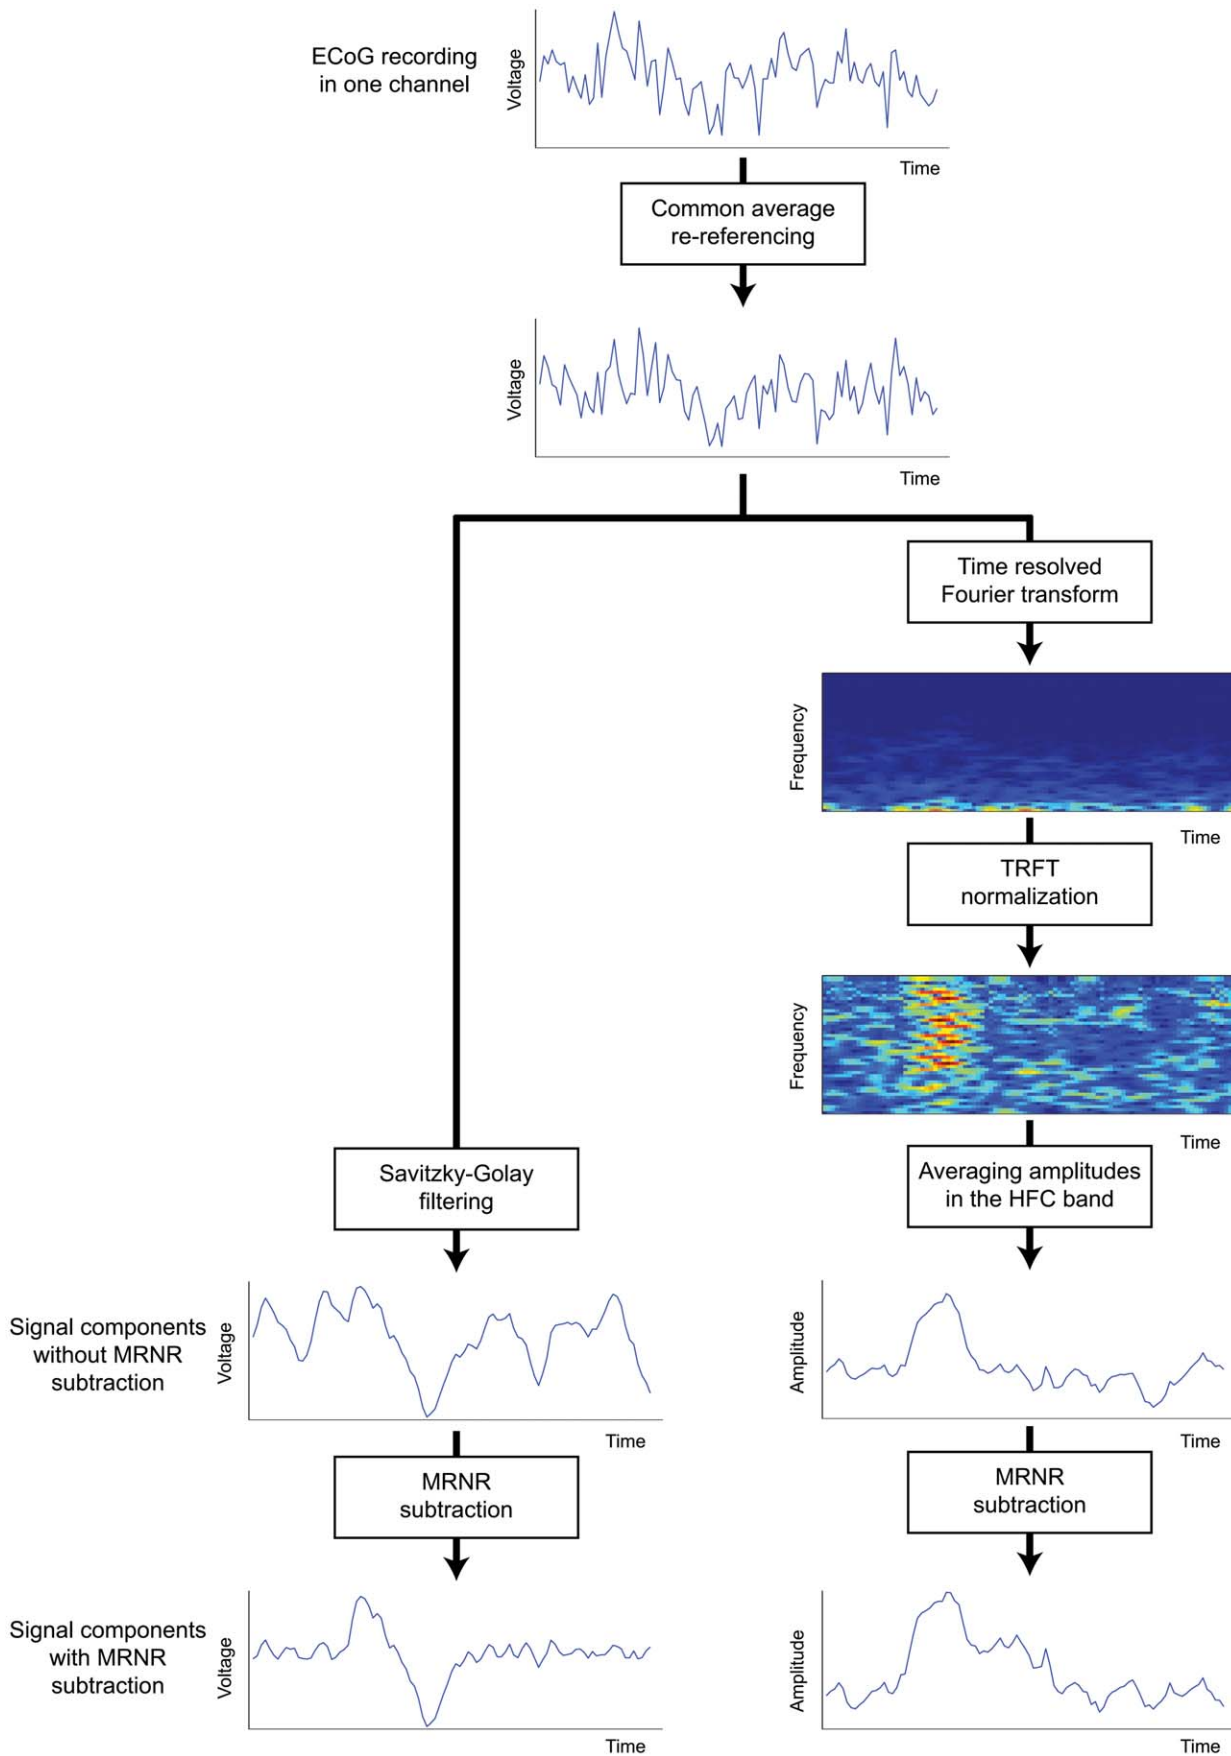 ECoG recording
in one channel
Voltage
Time
Common average
re-referencing
Voltage
Time
Time resolved
Fourier transform
Frequency
Time
TRFT
normalization
Frequency
Time
Savitzky-Golay
filtering
Averaging amplitudes
in the HFC band
Signal components
without MRNR
subtraction
Voltage
Time
Amplitude
Time
MRNR
subtraction
MRNR
subtraction
Signal components
with MRNR
subtraction
Voltage
Time
Amplitude
Time